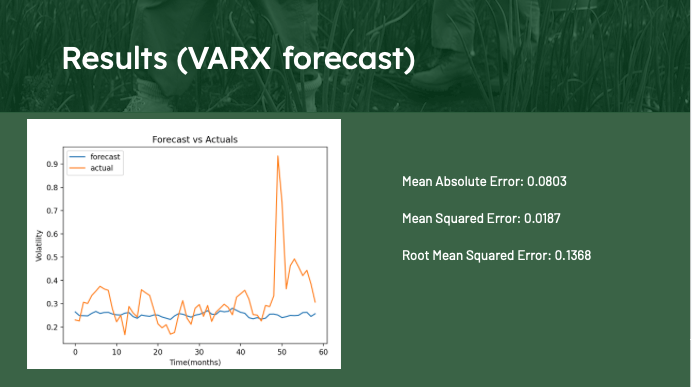 Results (VARX forecast)
Forecast vs Actuals
forecast
actual
Volatility
0.9
0.8
0.7
0.6
0.5
0.4
0.3
0.2
0 10 20 30 40 50 60
Time(months)
Mean Absolute Error: 0.0803
Mean Squared Error: 0.0187
Root Mean Squared Error: 0.1368